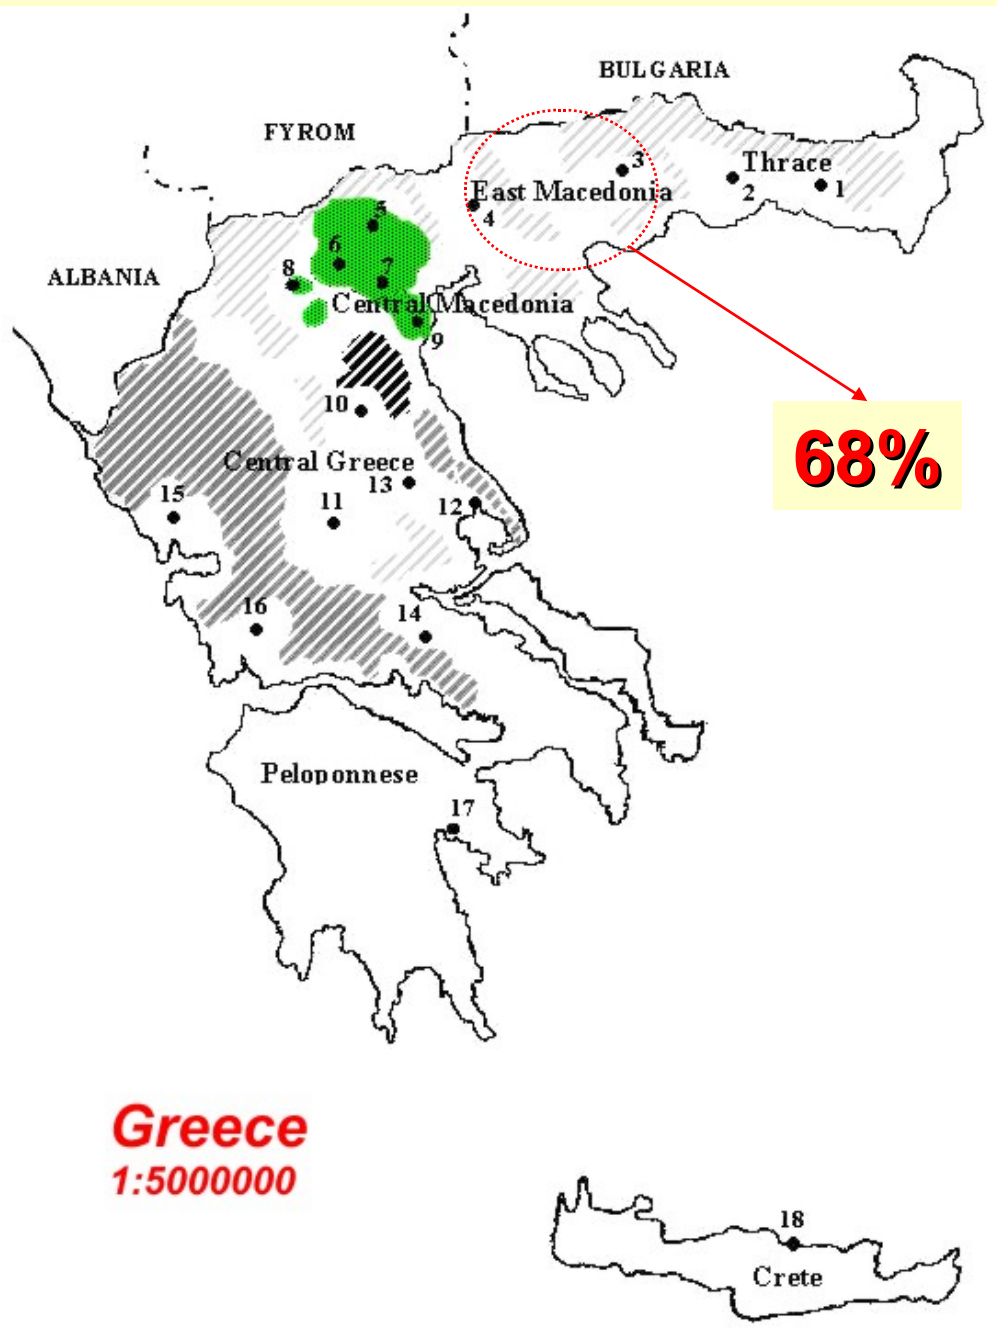 BULGARIA
FYROM
3
Thrace
2
1
East Macedonia
4
5
6
ALBANIA
8
7
Central Macedonia
9
10
68%
Central Greece
13
15
11
12
16
14
Peloponnese
17
Greece
1:5000000
18
Crete